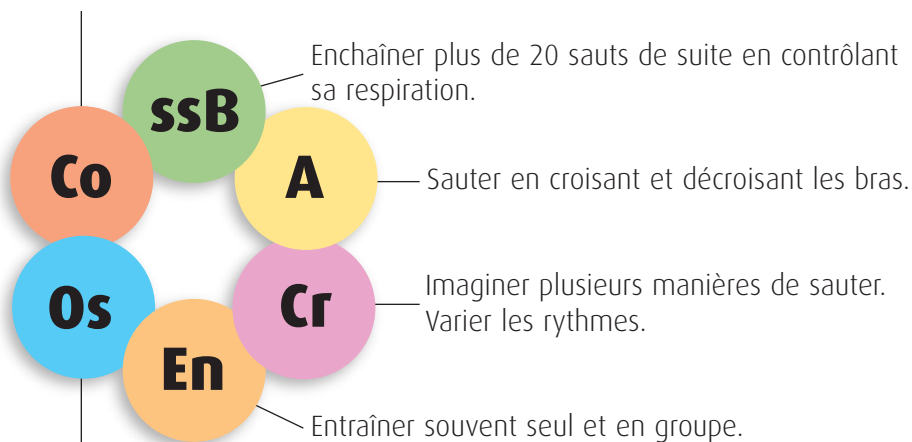 Enchaîner plus de 20 sauts de suite en contrôlant
sa respiration.
ssB
Co
A
Sauter en croisant et décroisant les bras.
Os
Cr
Imaginer plusieurs manières de sauter.
Varier les rythmes.
En
Entraîner souvent seul et en groupe.